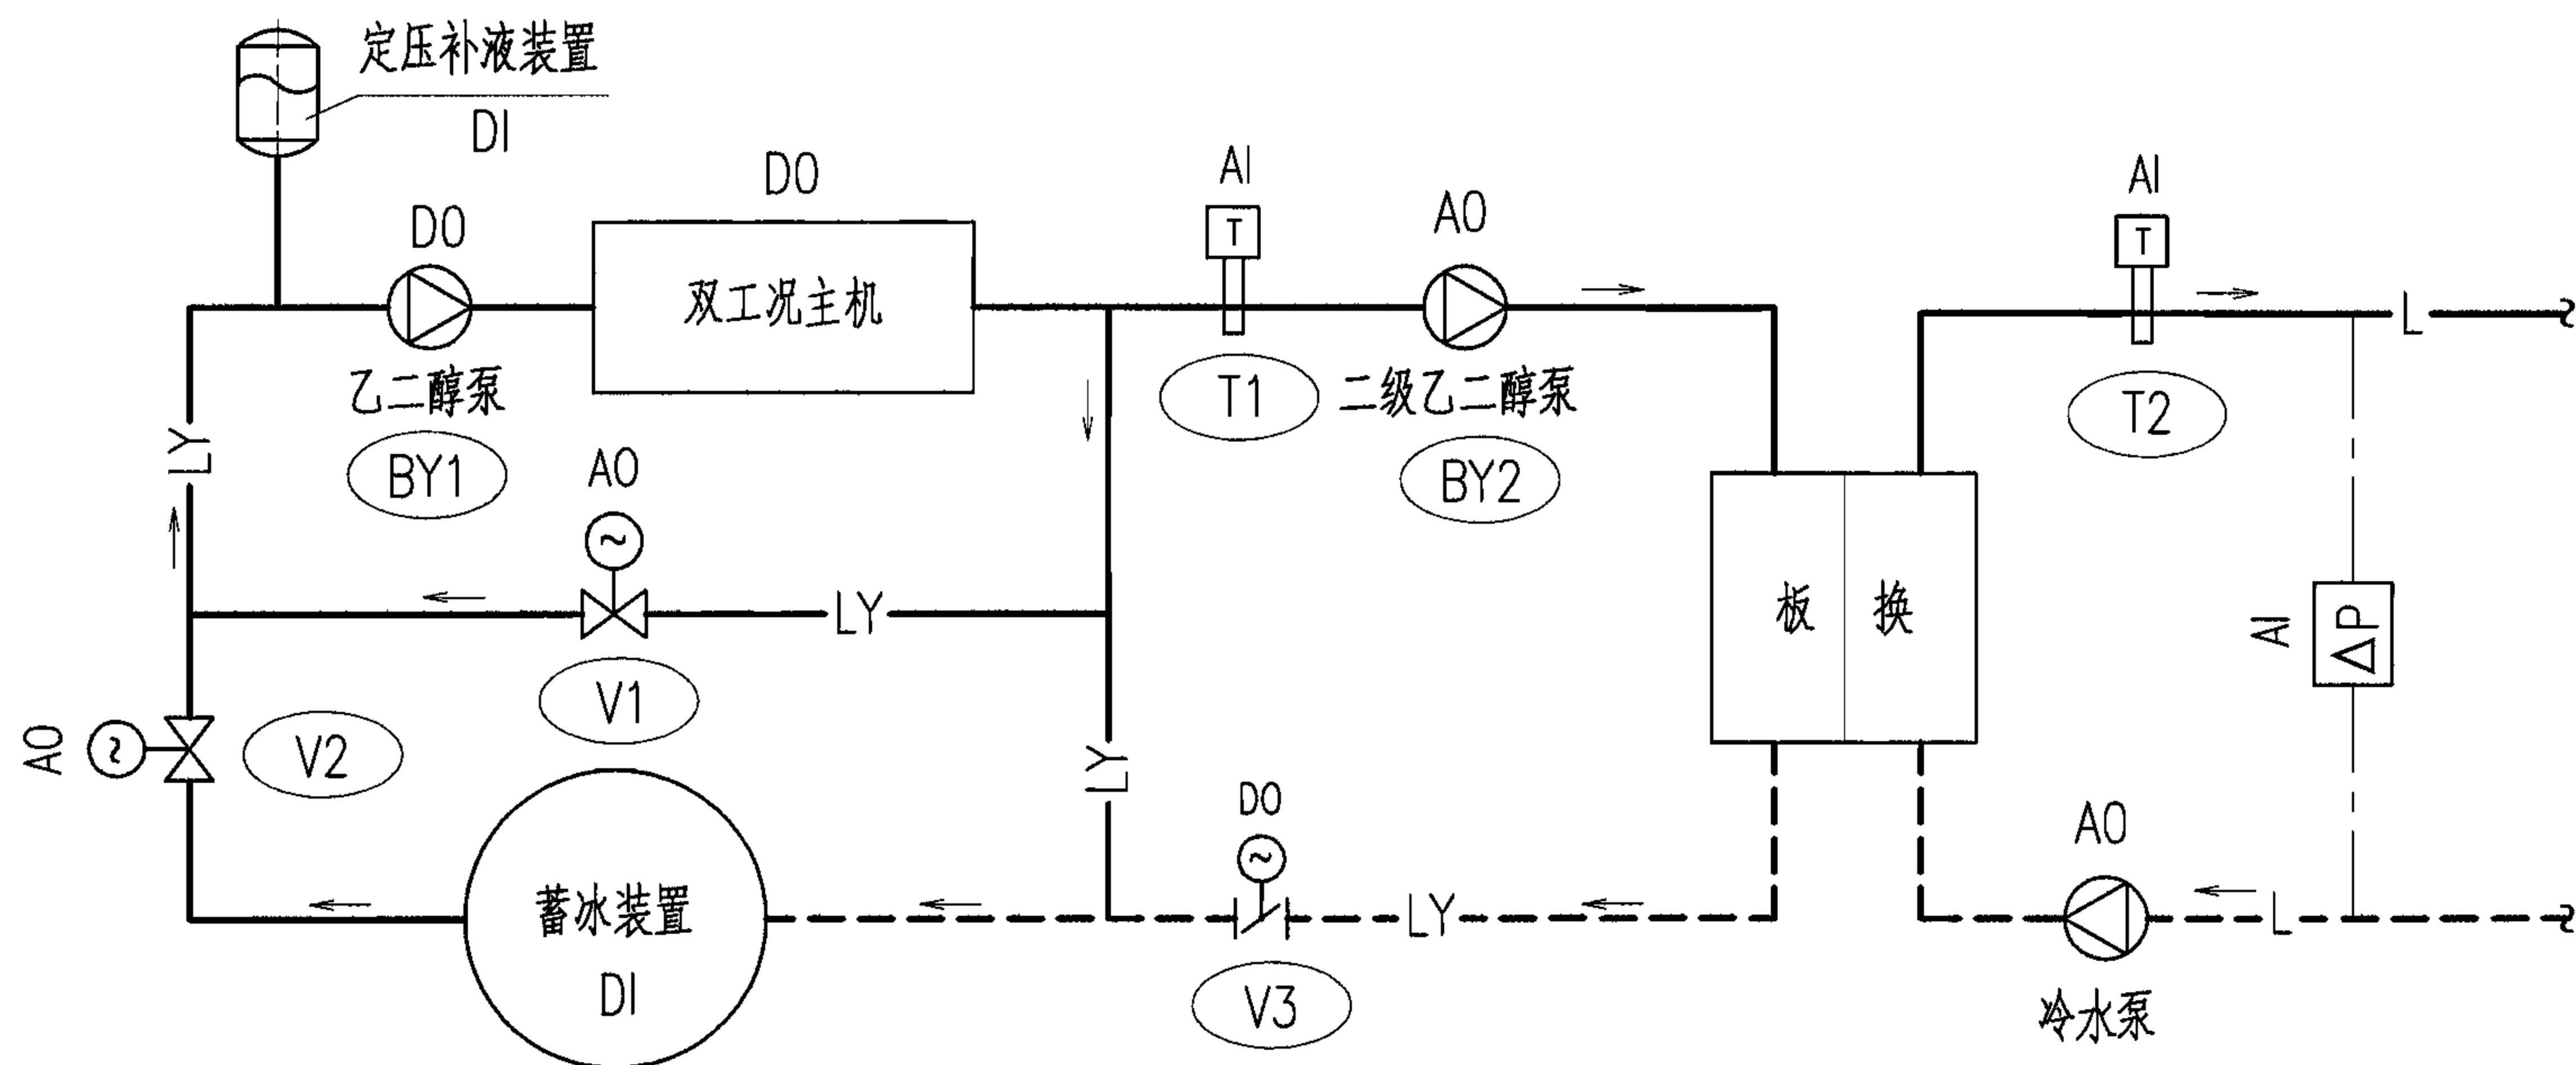 定压补液装置
DI
DO
DO
双工况主机
乙二醇泵
BY1
LY
AO
V1
LY
AO
V2
蓄冰装置
DI
LY
AI
T
T1
AO
二级乙二醇泵
BY2
DO
V3
LY
板 换
AI
T
T2
L
AI
ΔP
AO
L
冷水泵